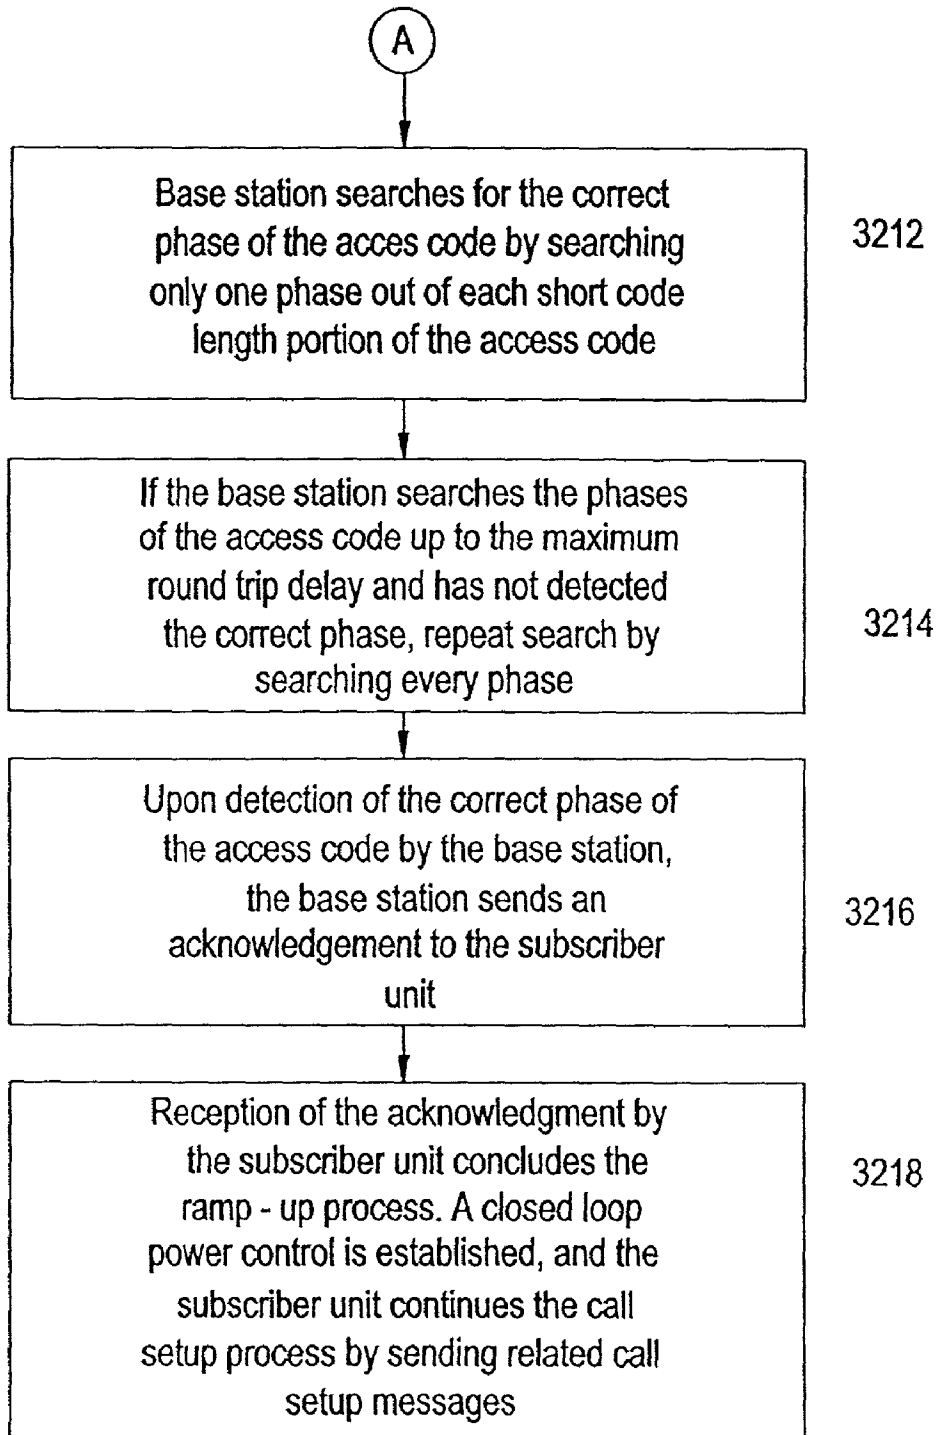 A
Base station searches for the correct
phase of the acces code by searching
only one phase out of each short code
length portion of the access code
3212
If the base station searches the phases
of the access code up to the maximum
round trip delay and has not detected
the correct phase, repeat search by
searching every phase
3214
Upon detection of the correct phase of
the access code by the base station,
the base station sends an
acknowledgement to the subscriber
unit
3216
Reception of the acknowledgment by
the subscriber unit concludes the
ramp - up process. A closed loop
power control is established, and the
subscriber unit continues the call
setup process by sending related call
setup messages
3218